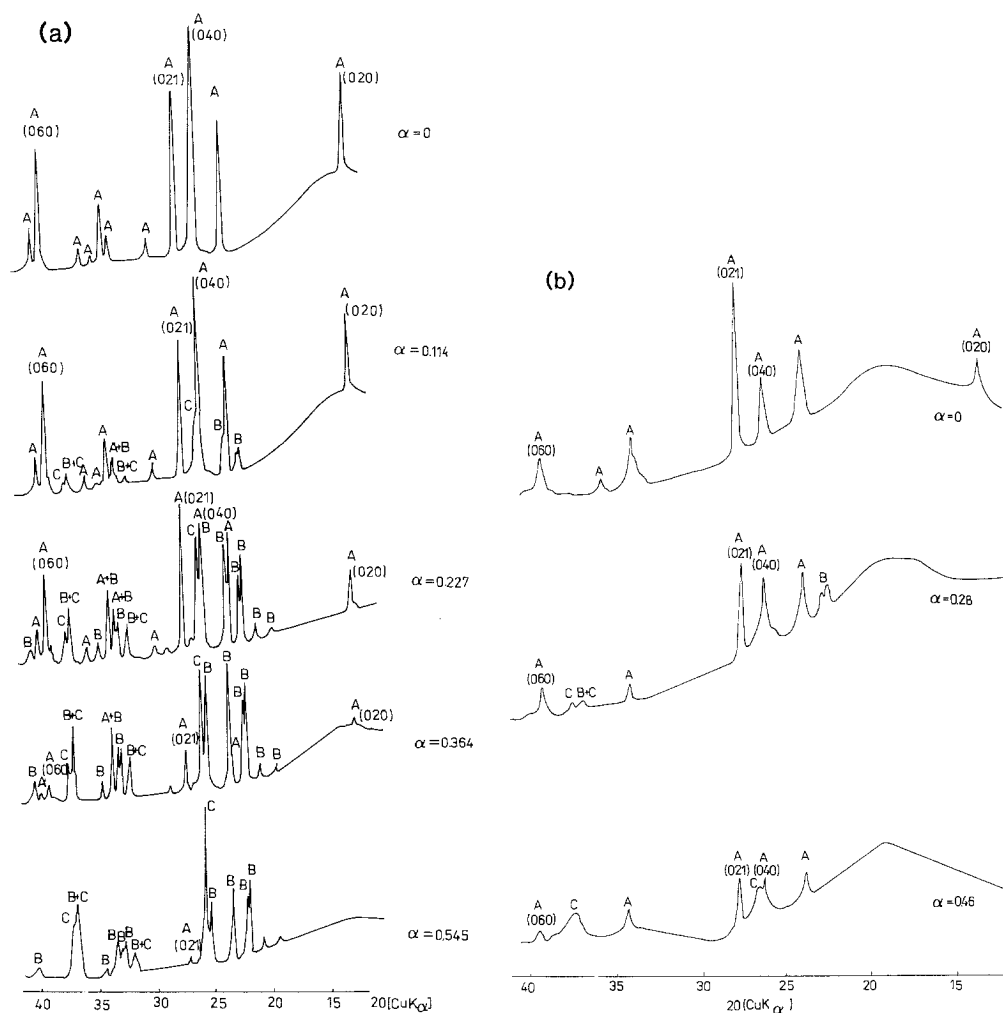 (a)
A
(040)
A
(021)
A
A
(020)
A
(060)
α = 0
A
A
A
A
A
A
A
(040)
A
(021)
A
(020)
A
(060)
α = 0.114
A
C
B
B
A
C
B+C
A
A
A
A+B
B+C
A
A(021)
A(040)
C
B
B
A
B
B
A
(060)
A
(020)
α = 0.227
B
A
C
B+C
A
B
A+B
A+B
B
B+C
A
B
B
C
B
B
B
B
A
A
(021)
A
(020)
α = 0.364
B
A
A
(060)
C
B+C
B
A+B
B
B
B+C
B
B
C
B+C
C
B
B
B
B
A
(021)
α = 0.545
B
B
B
B
B
B+C
40
35
30
25
20 [CuKα]
(b)
A
(021)
A
(040)
A
A
(020)
A
(060)
A
A
α = 0
A
(021)
A
(040)
A
B
A
(060)
C
B+C
A
α = 0.28
A
(021)
A
(040)
C
A
A
(060)
C
A
α = 0.46
40
35
30
25
20
15
2θ (CuKα)